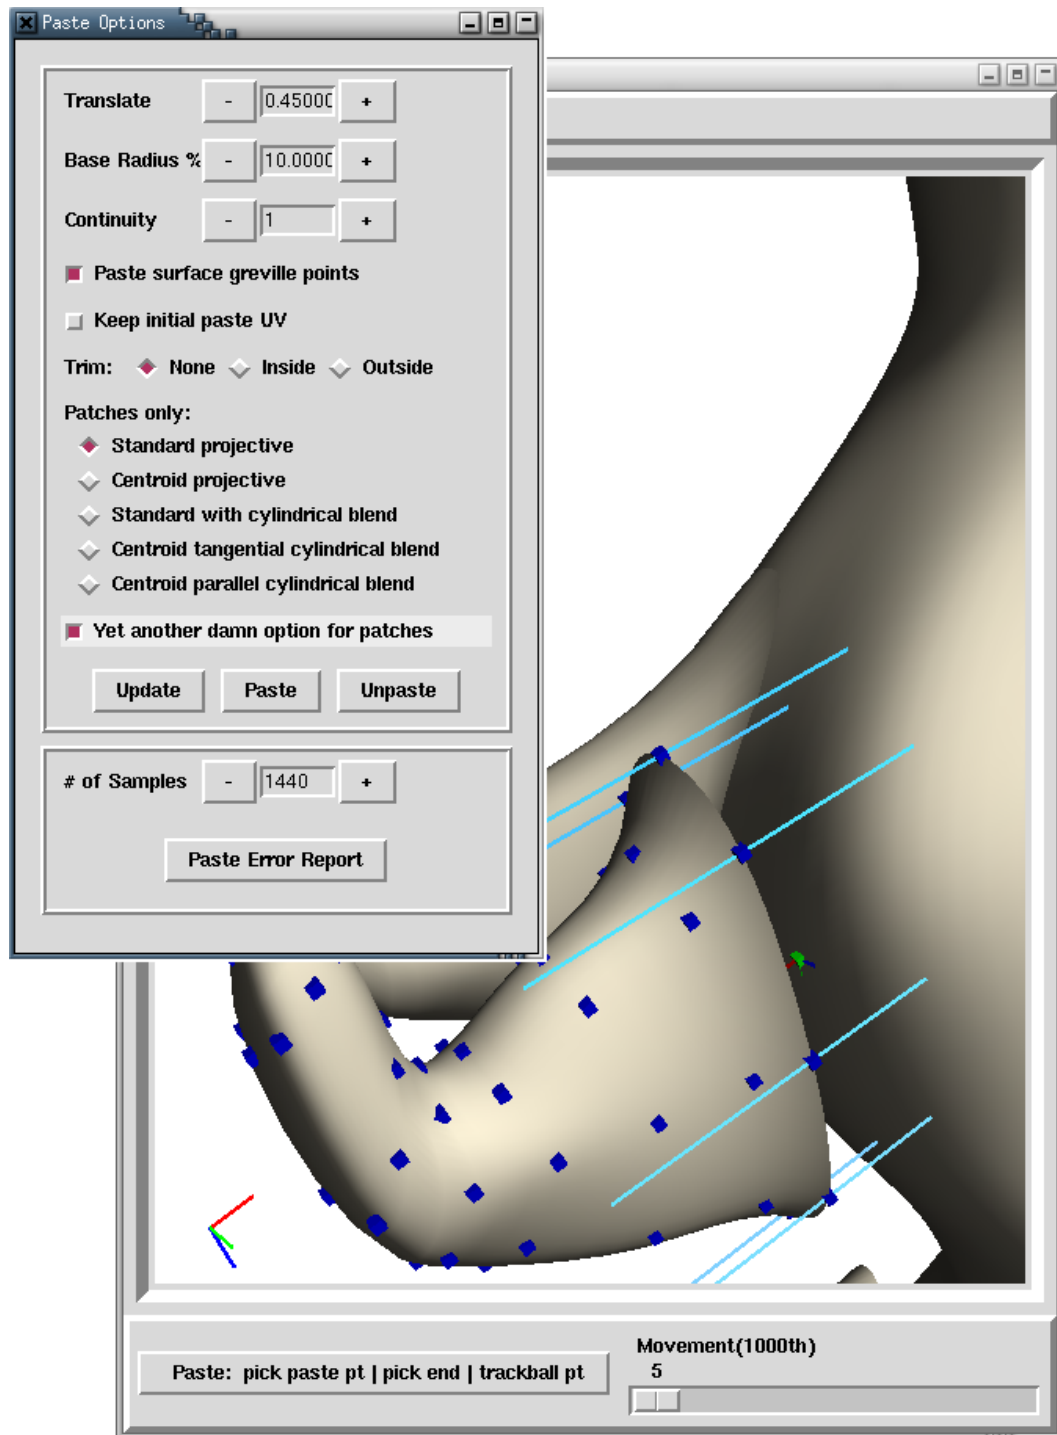 Paste Options
Translate - 0.4500 +
Base Radius % - 10.000 +
Continuity - 1 +
Paste surface greville points
Keep initial paste UV
Trim: None Inside Outside
Patches only:
Standard projective
Centroid projective
Standard with cylindrical blend
Centroid tangential cylindrical blend
Centroid parallel cylindrical blend
Yet another damn option for patches
Update Paste Unpaste
# of Samples - 1440 +
Paste Error Report
Movement(1000th)
5
Paste: pick paste pt | pick end | trackball pt